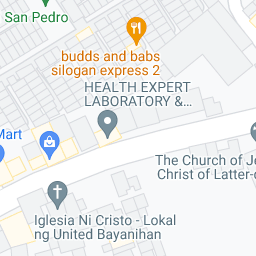 San Pedro
budds and babs
silogan express 2
HEALTH EXPERT
LABORATORY &...
Mart
The Church of Je
Christ of Latter-d
Iglesia Ni Cristo - Lokal
ng United Bayanihan